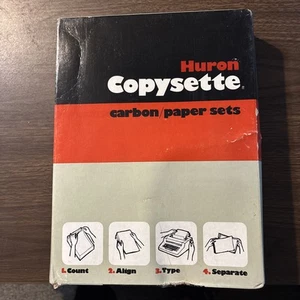 Huron
Copysette®
carbon/paper sets
1. Count 2. Align 3. Type 4. Separate